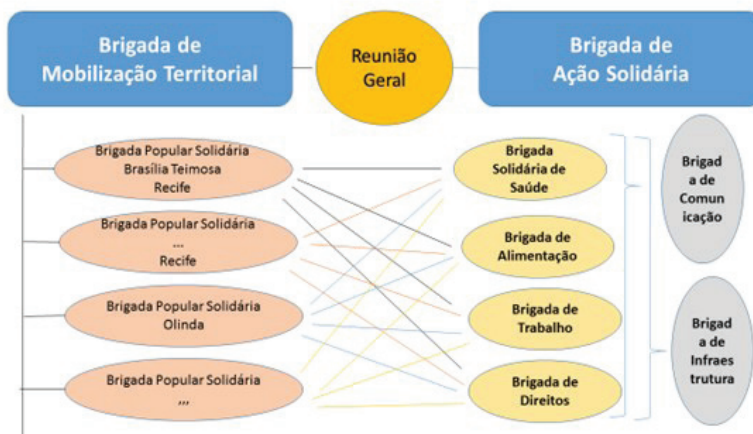 Brigada de
Mobilização Territorial
Reunião
Geral
Brigada de
Ação Solidária
Brigada Popular Solidária
Brasília Teimosa
Recife
Brigada Popular Solidária
...
Recife
Brigada Popular Solidária
Olinda
Brigada Popular Solidária
,,,
Brigada
Solidária de
Saúde
Brigada de
Alimentação
Brigada de
Trabalho
Brigada de
Direitos
Brigad
a de
Comun
icação
Brigad
a de
Infraes
trutura